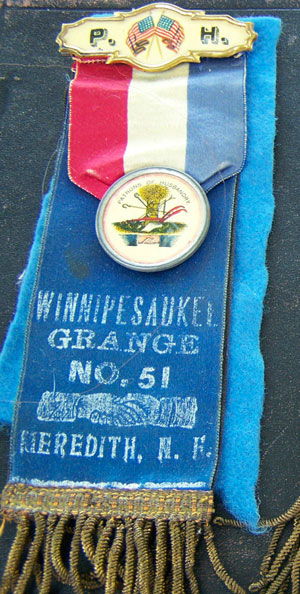 P. H.
PATRONS OF HUSBANDRY
WINNIPESAUKEE
GRANGE
NO. 51
MEREDITH, N. H.